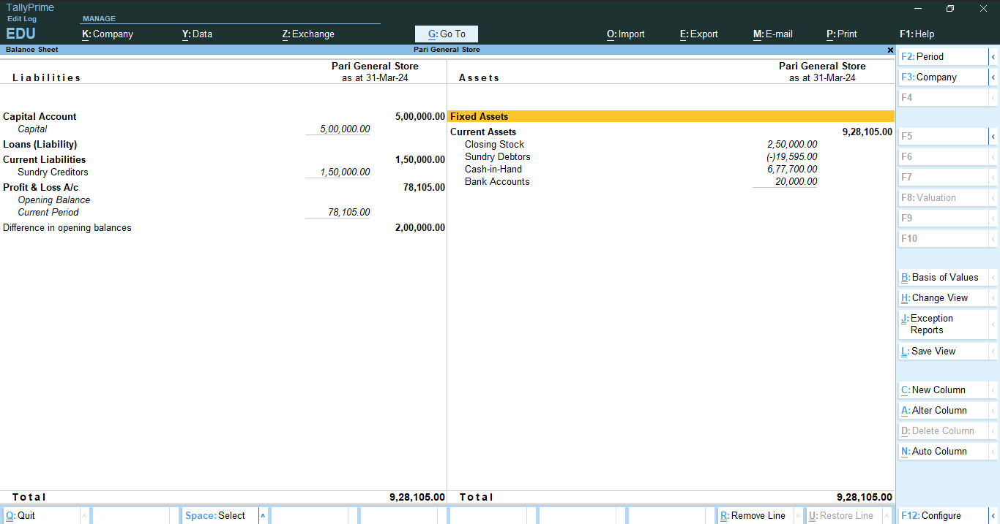 TallyPrime
Edit Log
EDU
MANAGE
K: Company Y: Data Z: Exchange G: Go To O: Import E: Export M: E-mail P: Print F1: Help
Balance Sheet Pari General Store ×
Liabilities Pari General Store as at 31-Mar-24
Assets Pari General Store as at 31-Mar-24
Capital Account 5,00,000.00
Capital 5,00,000.00
Loans (Liability)
Current Liabilities 1,50,000.00
Sundry Creditors 1,50,000.00
Profit & Loss A/c 78,105.00
Opening Balance
Current Period 78,105.00
Difference in opening balances 2,00,000.00
Total 9,28,105.00
Fixed Assets
Current Assets 9,28,105.00
Closing Stock 2,50,000.00
Sundry Debtors (-)19,595.00
Cash-in-Hand 6,77,700.00
Bank Accounts 20,000.00
Total 9,28,105.00
F2: Period
F3: Company
F4
F5
F6
F7
F8: Valuation
F9
F10
B: Basis of Values
H: Change View
J: Exception
Reports
L: Save View
C: New Column
A: Alter Column
D: Delete Column
N: Auto Column
Q: Quit Space: Select R: Remove Line U: Restore Line F12: Configure